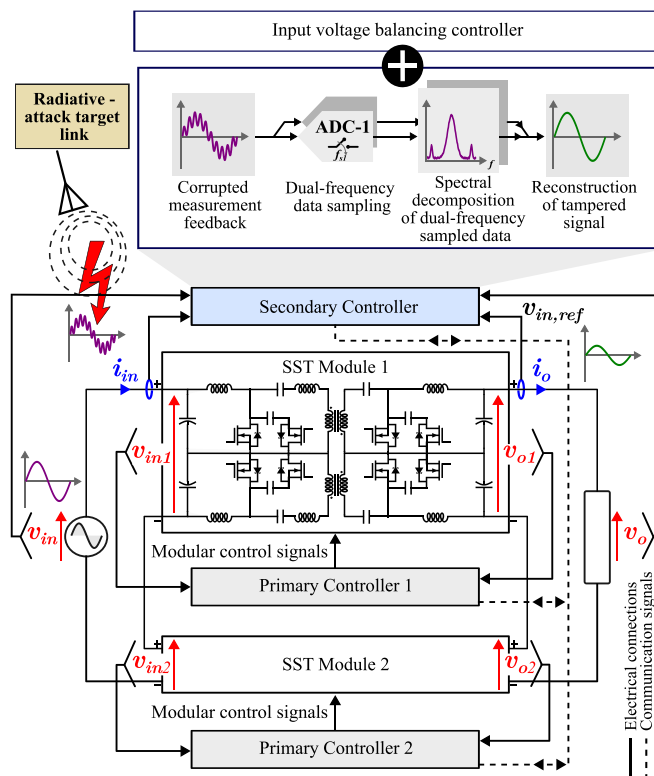 Input voltage balancing controller
Radiative -
attack target
link
ADC-1
fs1
f
Corrupted
measurement
feedback
Dual-frequency
data sampling
Spectral
decomposition
of dual-frequency
sampled data
Reconstruction
of tampered
signal
Secondary Controller
vin,ref
iin
SST Module 1
io
+
+
vin1
vo1
vin
vo
-
-
Modular control signals
Primary Controller 1
+
+
vin2
SST Module 2
vo2
-
-
Modular control signals
Primary Controller 2
Electrical connections
Communication signals